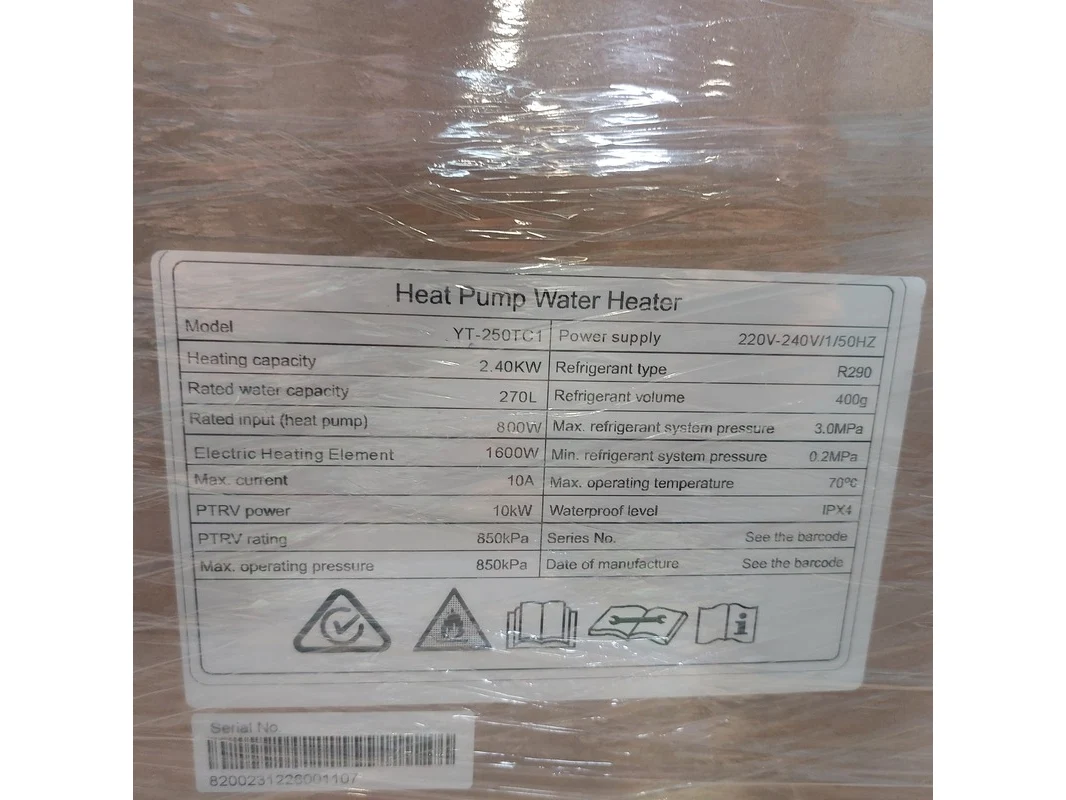 Heat Pump Water Heater
Model YT-250TC1 Power supply 220V-240V/1/50HZ
Heating capacity 2.40KW Refrigerant type R290
Rated water capacity 270L Refrigerant volume 400g
Rated input (heat pump) 800W Max. refrigerant system pressure 3.0MPa
Electric Heating Element 1600W Min. refrigerant system pressure 0.2MPa
Max. current 10A Max. operating temperature 70ºC
PTRV power 10kW Waterproof level IPX4
PTRV rating 850kPa Series No. See the barcode
Max. operating pressure 850kPa Date of manufacture See the barcode
Serial No